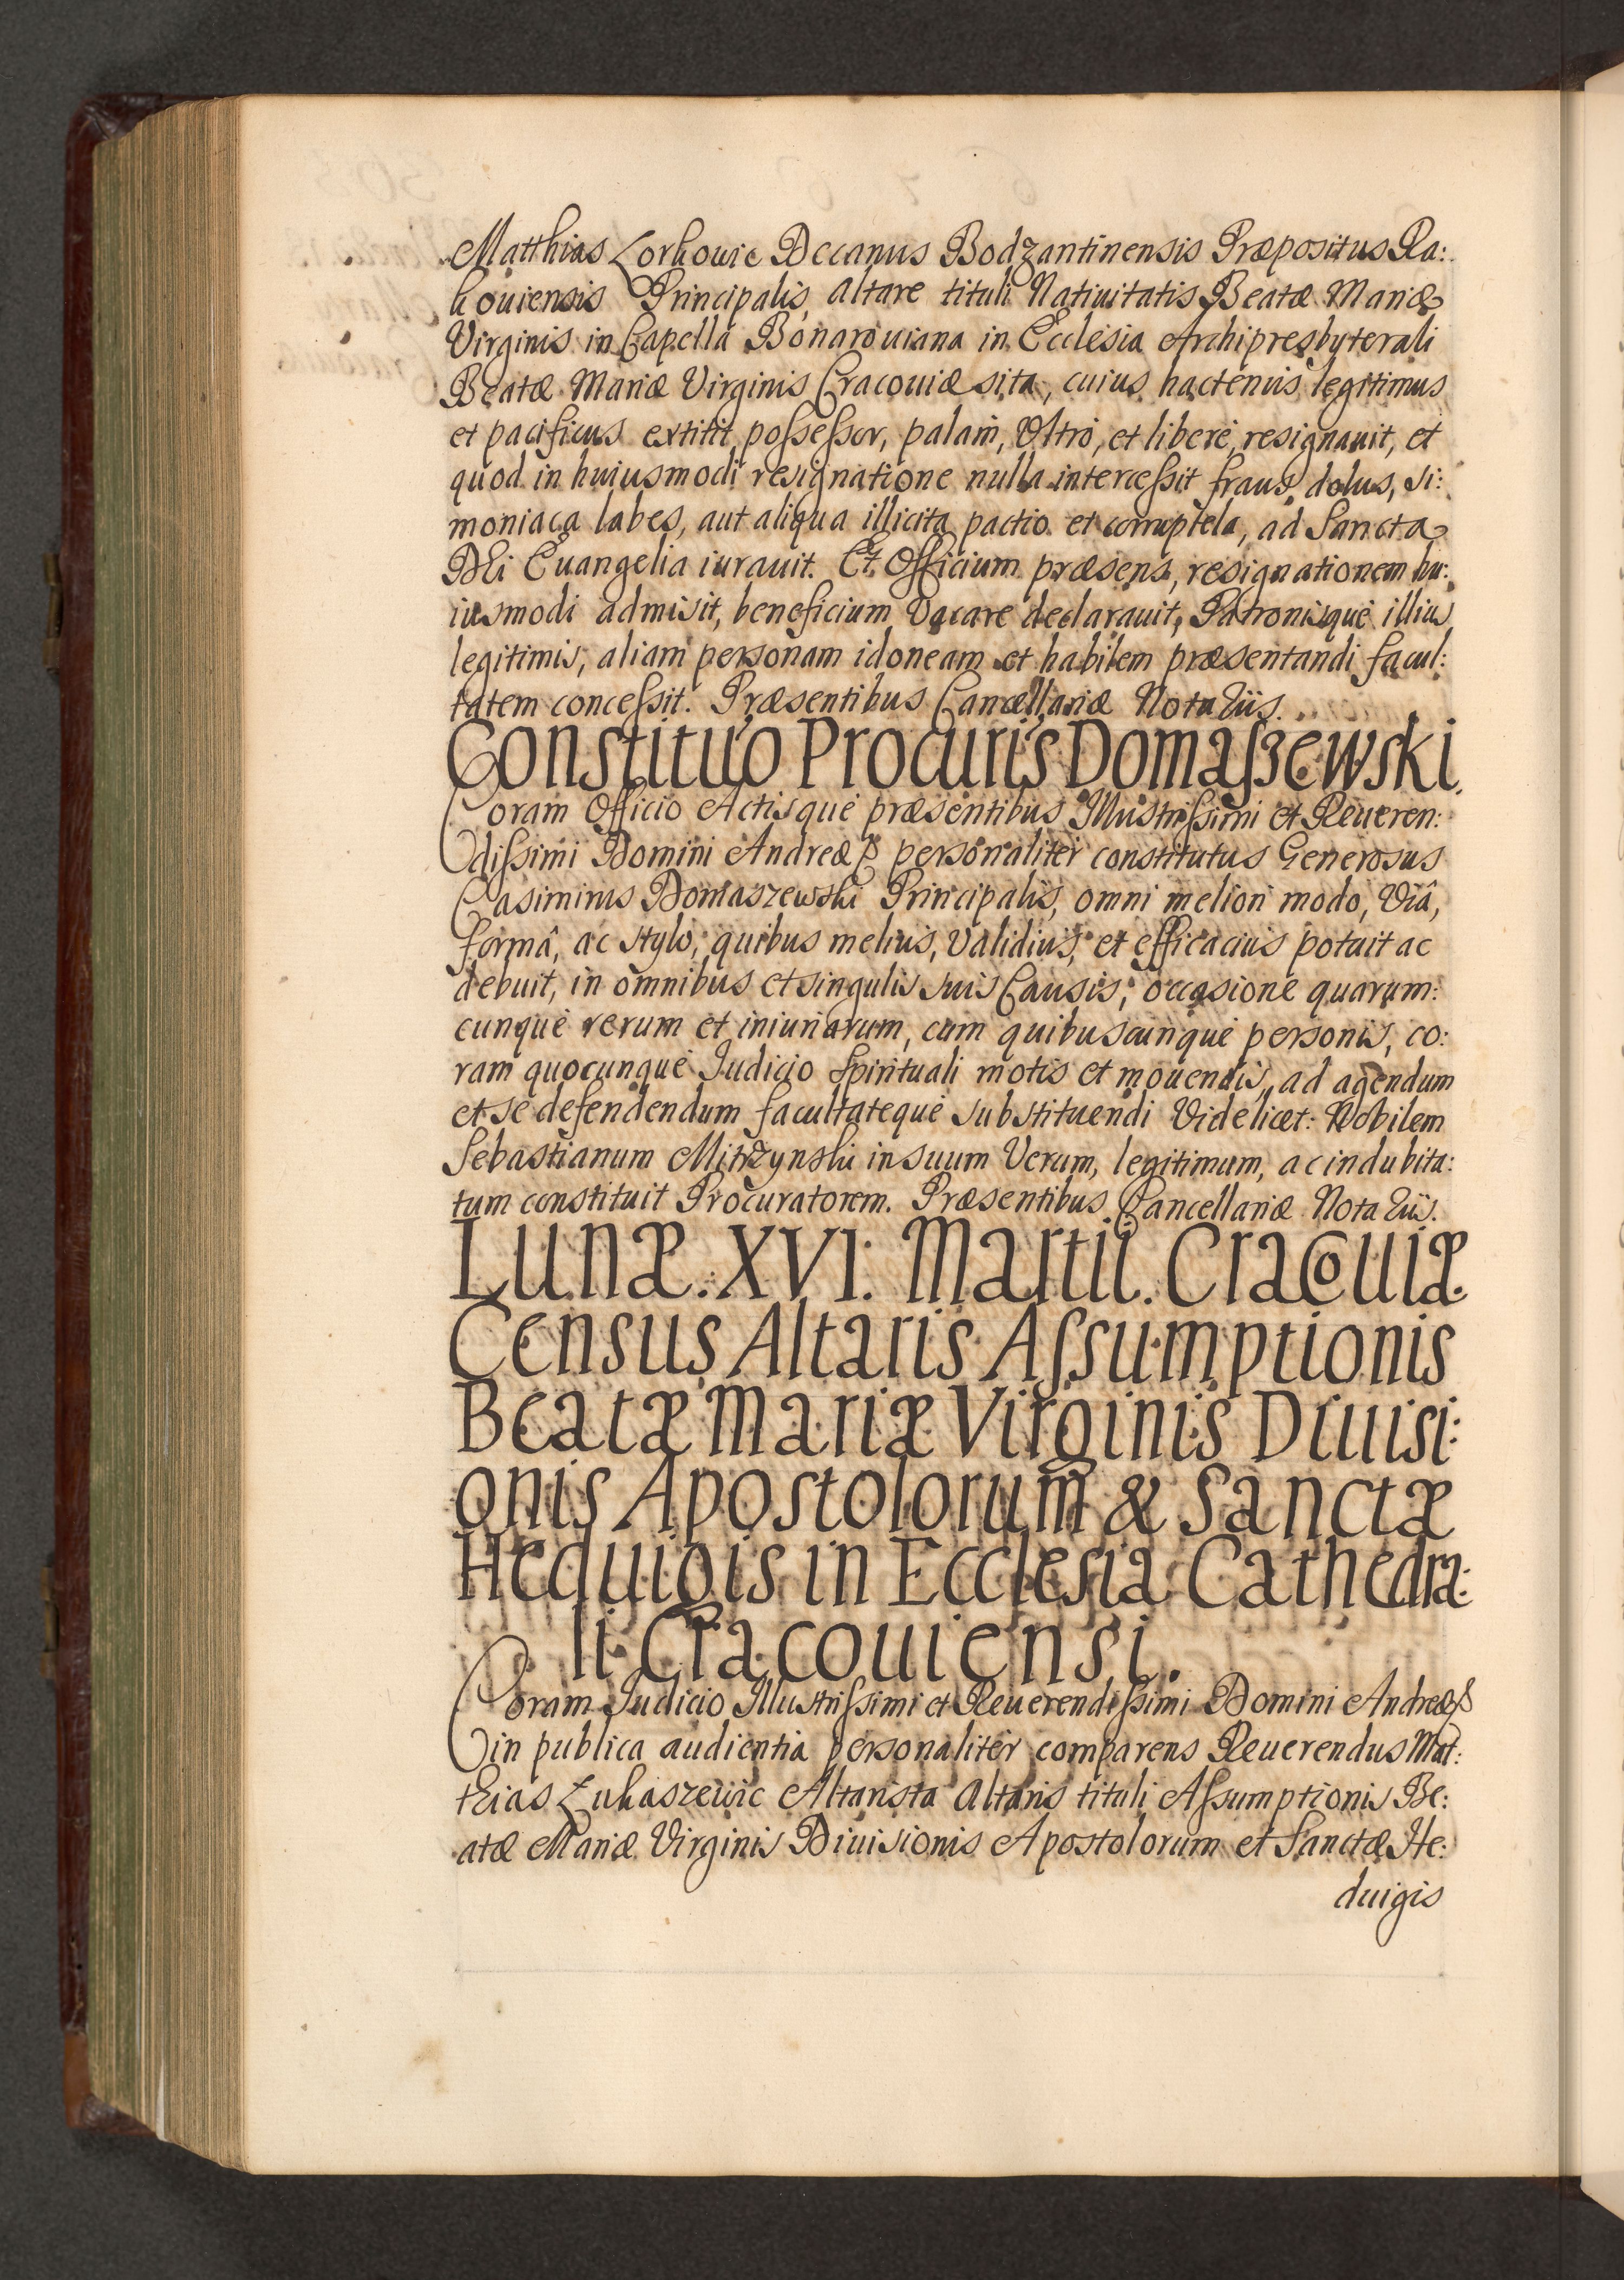 Matthias Lorkowic Decanus Bodzantinensis Præpositus Ra:
kouiensis Principalis, altare tituli Natiuitatis Beatæ Mariæ
Virginis in Capella Bonarouiana in Ecclesia Archipresbyterali
Beatæ Mariæ Virginis Cracouiæ sita, cuius hactenus legitimus
et pacificus extitit possessor, palam, Vltro, et liberè, resignauit, et
quod in huiusmodi resignatione nulla intercessit fraus, dolus, si:
moniaca labes, aut aliqua illicita pactio et corruptela, ad Sancta
DEi Euangelia iurauit. Et Officium præsens, resignationem hu:
iusmodi admisit, beneficium Vacare declarauit, Patronisquè illius
legitimis, aliam personam idoneam et habilem præsentandi facul:
tatem concessit. Præsentibus Cancellariæ NotaRiis.
Constituo Procuris Domaszewski.
Coram Officio Actisquè præsentibus Illustrissimi et Reueren:
dissimi Domini Andreæ personaliter constitutus Generosus
Casimirus Domaszewski Principalis, omni meliori modo, Viâ,
formâ, ac stylo, quibus melius, validius, et efficacius potuit ac
debuit, in omnibus et singulis suis Causis, occasione quarum:
cunquè rerum et iniuriarum, cum quibuscunquè personis, co:
ram quocunquè Iudicio Spirituali motis et mouendis, ad agendum
et se defendendum facultatequè substituendi Videlicet: Nobilem
Sebastianum in suum Verum, legitimum, ac indubita:
tum constituit Procuratorem. Præsentibus Cancellariæ NotaRiis.
Lunæ. XVI. Martii. Cracouiæ.
Census Altaris Assumptionis
Beatæ Mariæ Virginis Diuisi:
onis Apostolorum & Sanctæ
Heduigis in Ecclesia Cathedra:
li Cracouiensi.
Coram Iudicio Illustrissimi et Reuerendissimi Domini Andreæ
in publica audientia personaliter comparens Reuerendus Mat:
thias Łukaszewic Altarista Altaris tituli Assumptionis Be:
atæ Mariæ Virginis Diuisionis Apostolorum et Sanctæ He:
duigis